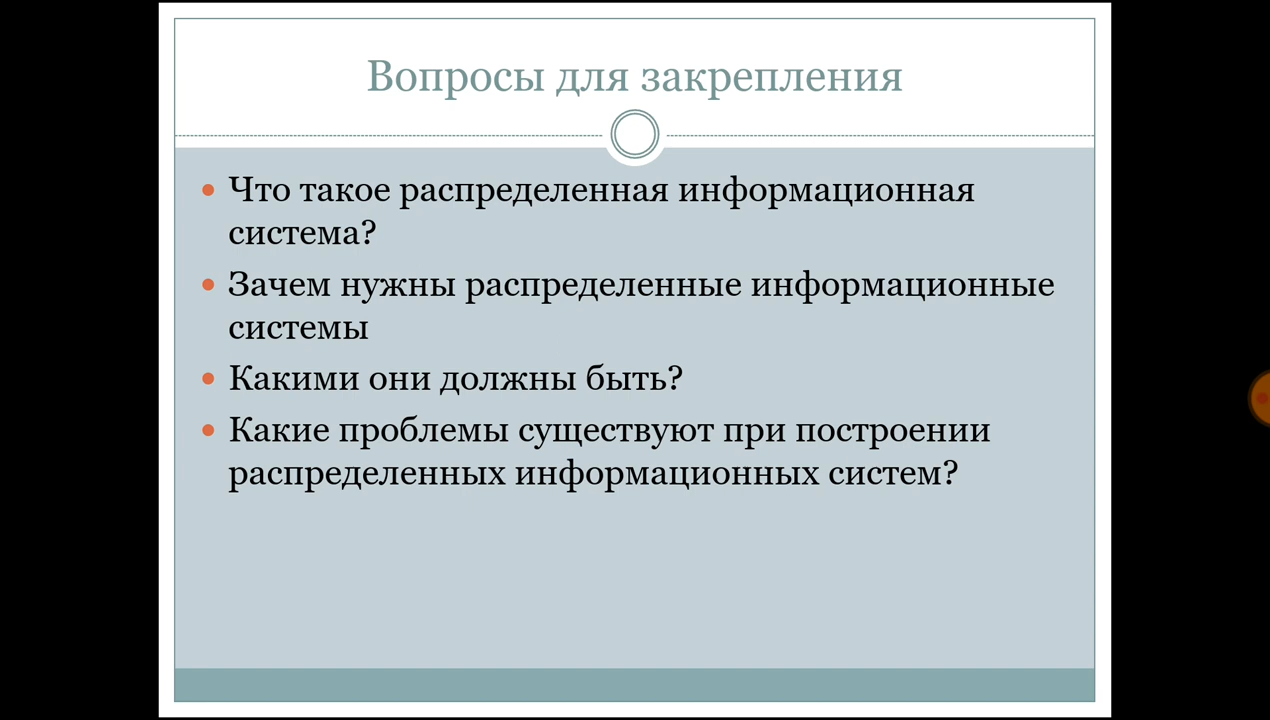 Вопросы для закрепления
Что такое распределенная информационная
система?
Зачем нужны распределенные информационные
системы
Какими они должны быть?
Какие проблемы существуют при построении
распределенных информационных систем?